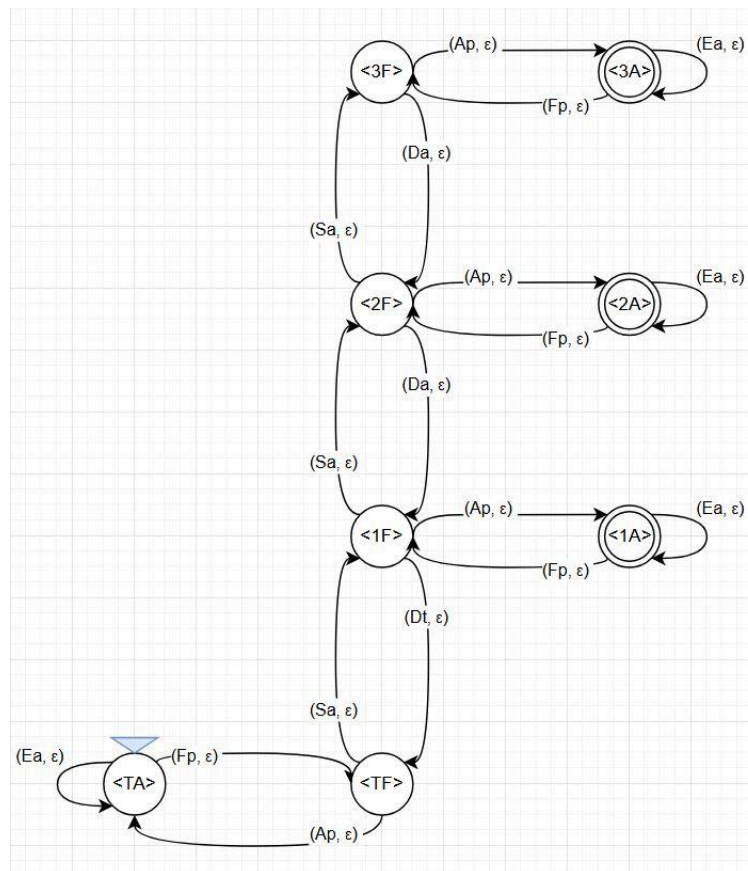 (Ap, ε)
(Ea, ε)
<3F>
<3A>
(Fp, ε)
(Da, ε)
(Sa, ε)
(Ap, ε)
(Ea, ε)
<2F>
<2A>
(Fp, ε)
(Da, ε)
(Sa, ε)
(Ap, ε)
(Ea, ε)
<1F>
<1A>
(Fp, ε)
(Dt, ε)
(Sa, ε)
(Ea, ε)
(Fp, ε)
<TA>
<TF>
(Ap, ε)